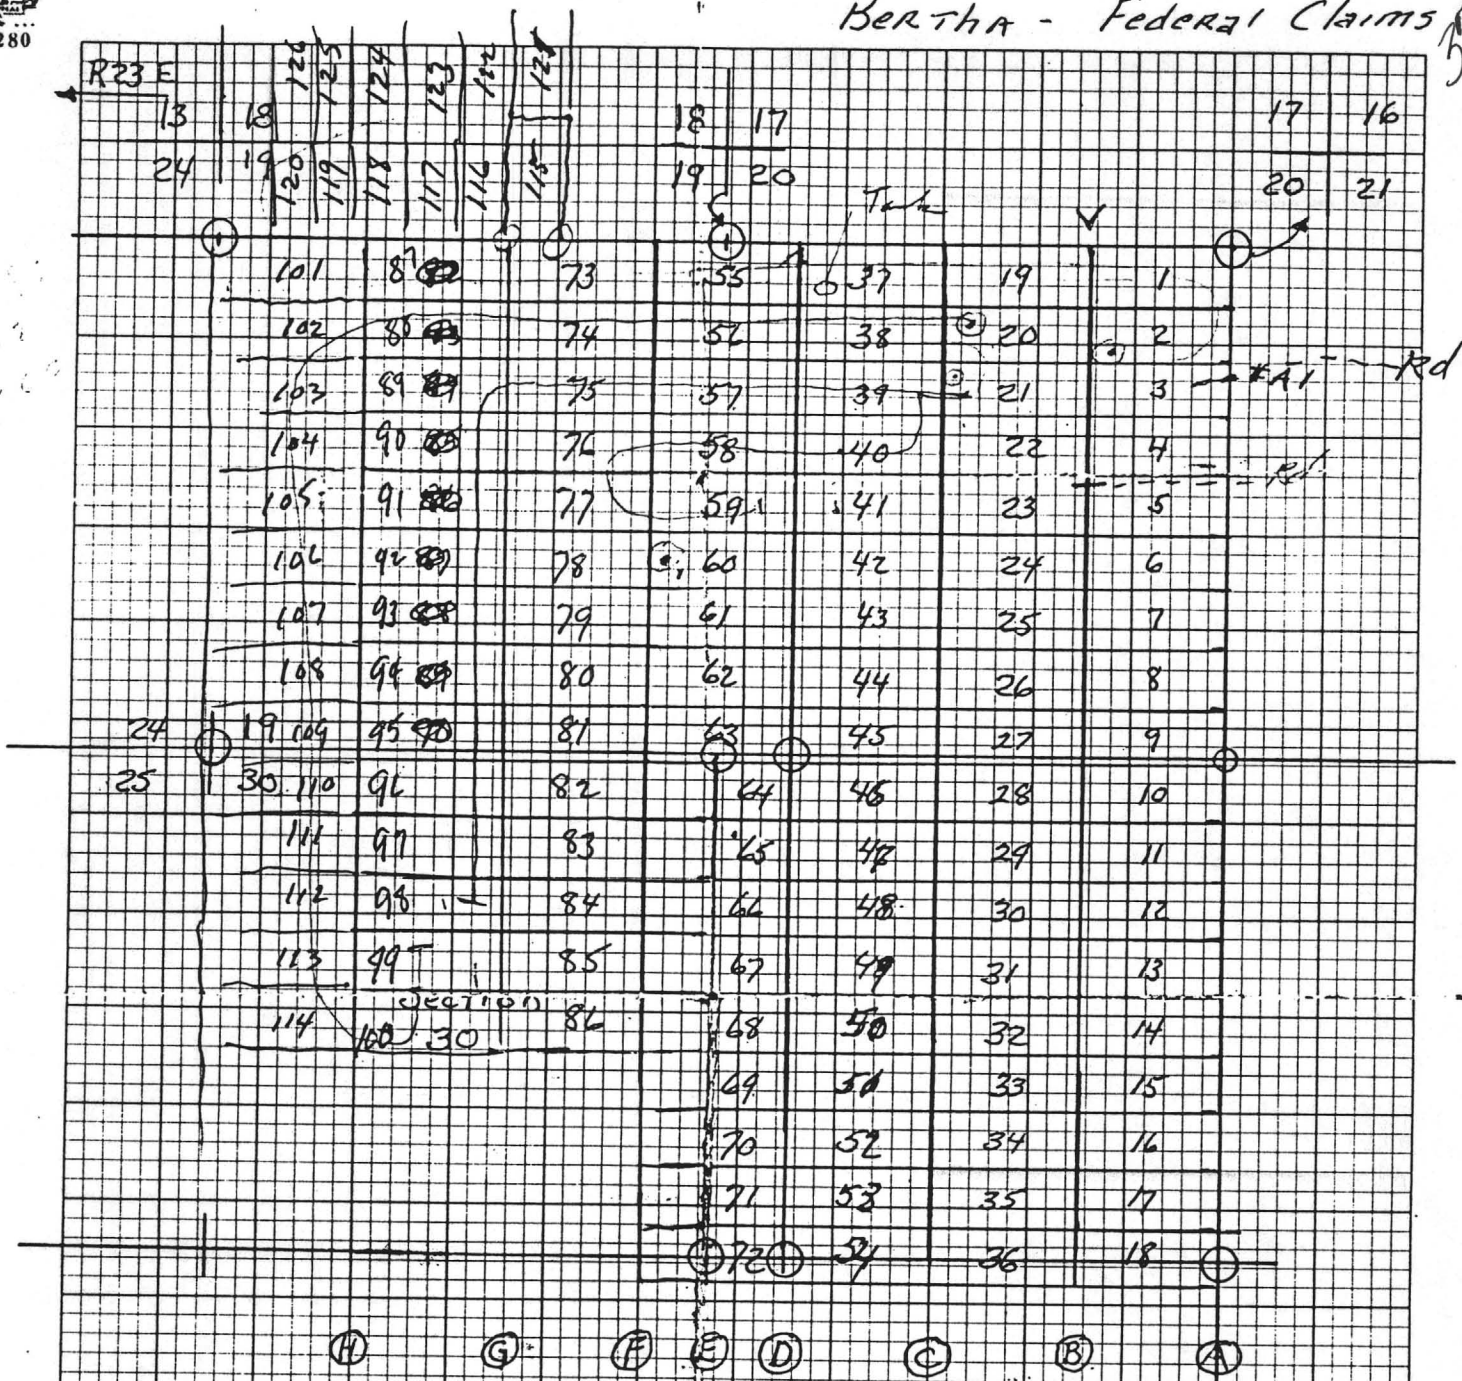 280
BERTHA - Federal Claims
R23 E
126 125 124 123 122 121
13 18 18 17 17 16
24 19 120 119 118 117 116 115 19 20 20 21
Tank
101 87 73 55 37 19 1
102 88 74 56 38 20 2
103 89 75 57 39 21 3 #A1 Rd
104 90 76 58 40 22 4
Rd.
105 91 77 59 41 23 5
106 92 78 60 42 24 6
107 93 79 61 43 25 7
108 94 80 62 44 26 8
24 19 109 95 81 63 45 27 9
25 30 110 96 82 64 46 28 10
111 97 83 65 47 29 11
112 98 84 66 48 30 12
113 99 85 67 49 31 13
Section
114 100 30 86 68 50 32 14
69 51 33 15
70 52 34 16
71 53 35 17
72 54 36 18
H G F E D C B A